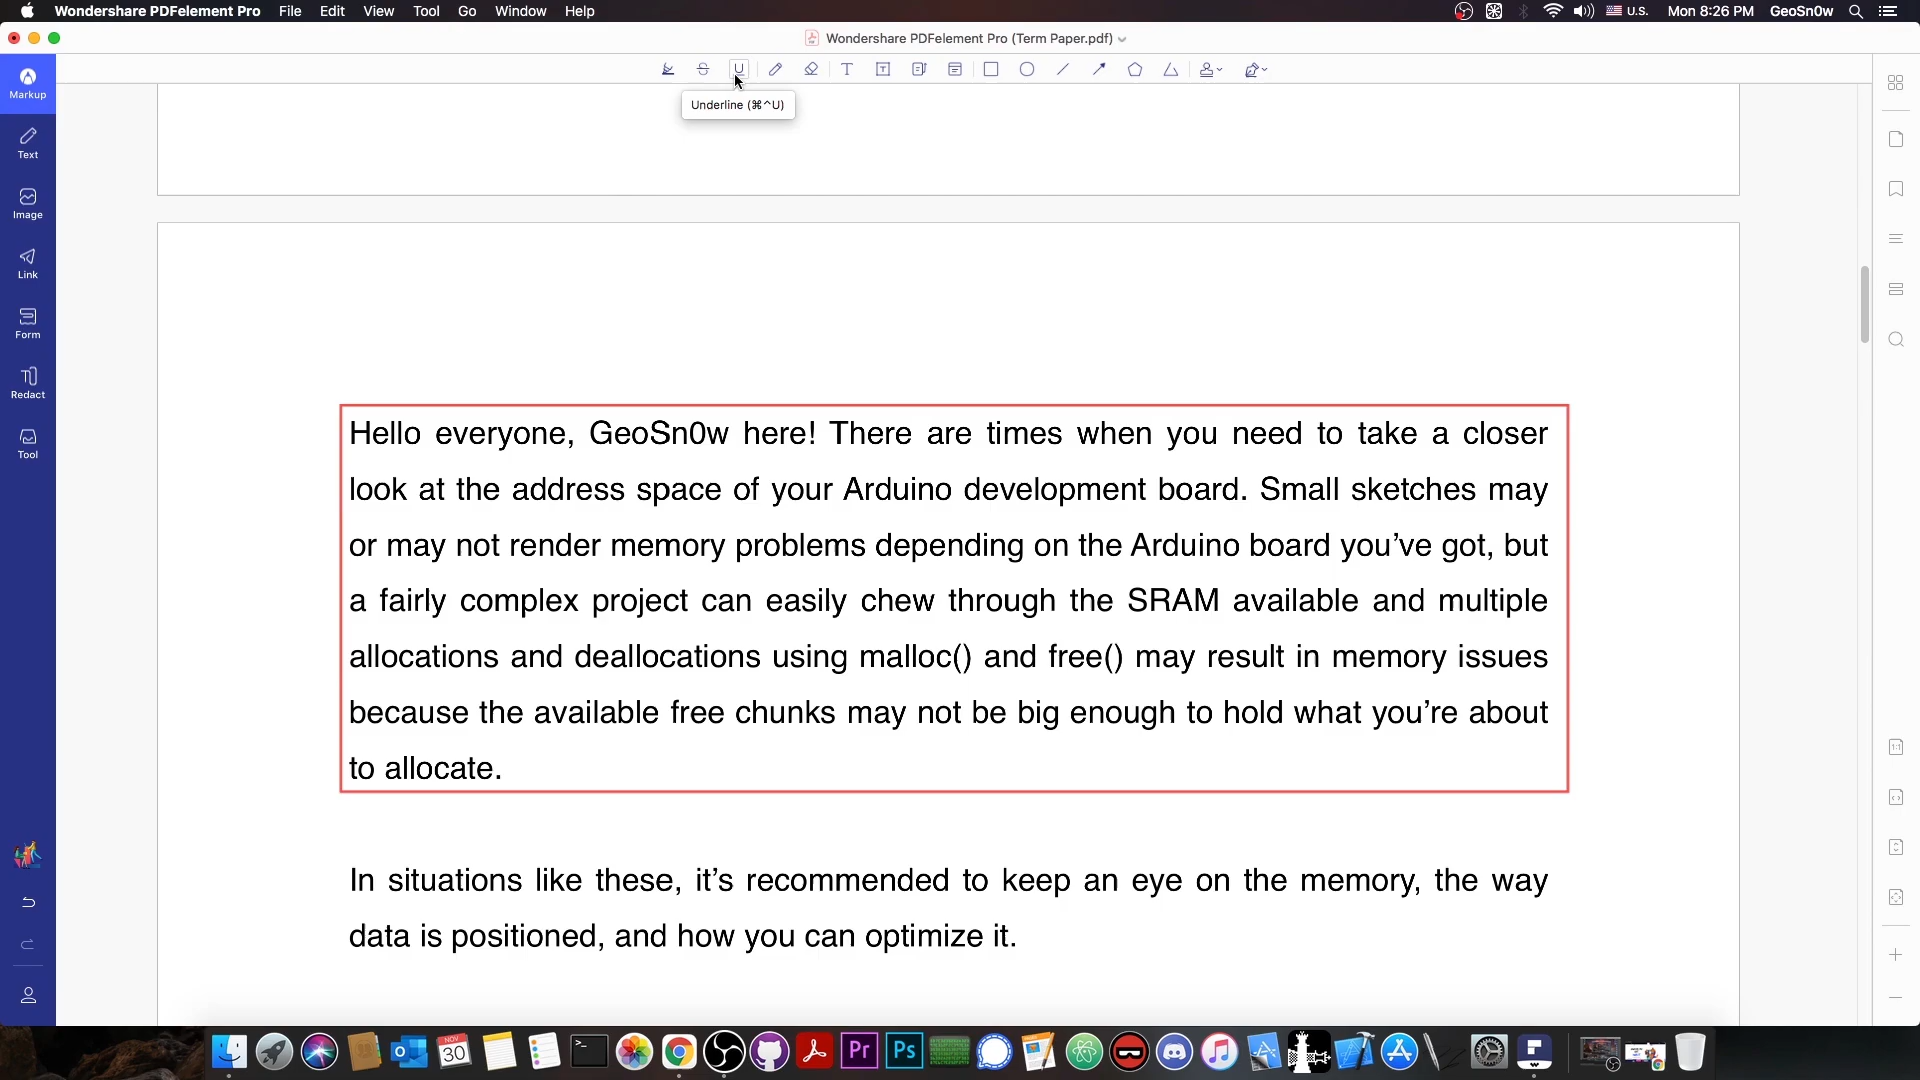 Wondershare PDFelement Pro File Edit View Tool Go Window Help U.S. Mon 8:26 PM GeoSn0w
Wondershare PDFelement Pro (Term Paper.pdf)
Markup
Text
Image
Link
Form
Redact
Tool
Underline (⌘^U)
Hello everyone, GeoSn0w here! There are times when you need to take a closer
look at the address space of your Arduino development board. Small sketches may
or may not render memory problems depending on the Arduino board you’ve got, but
a fairly complex project can easily chew through the SRAM available and multiple
allocations and deallocations using malloc() and free() may result in memory issues
because the available free chunks may not be big enough to hold what you’re about
to allocate.
In situations like these, it’s recommended to keep an eye on the memory, the way
data is positioned, and how you can optimize it.
NOV
30
Pr
Ps